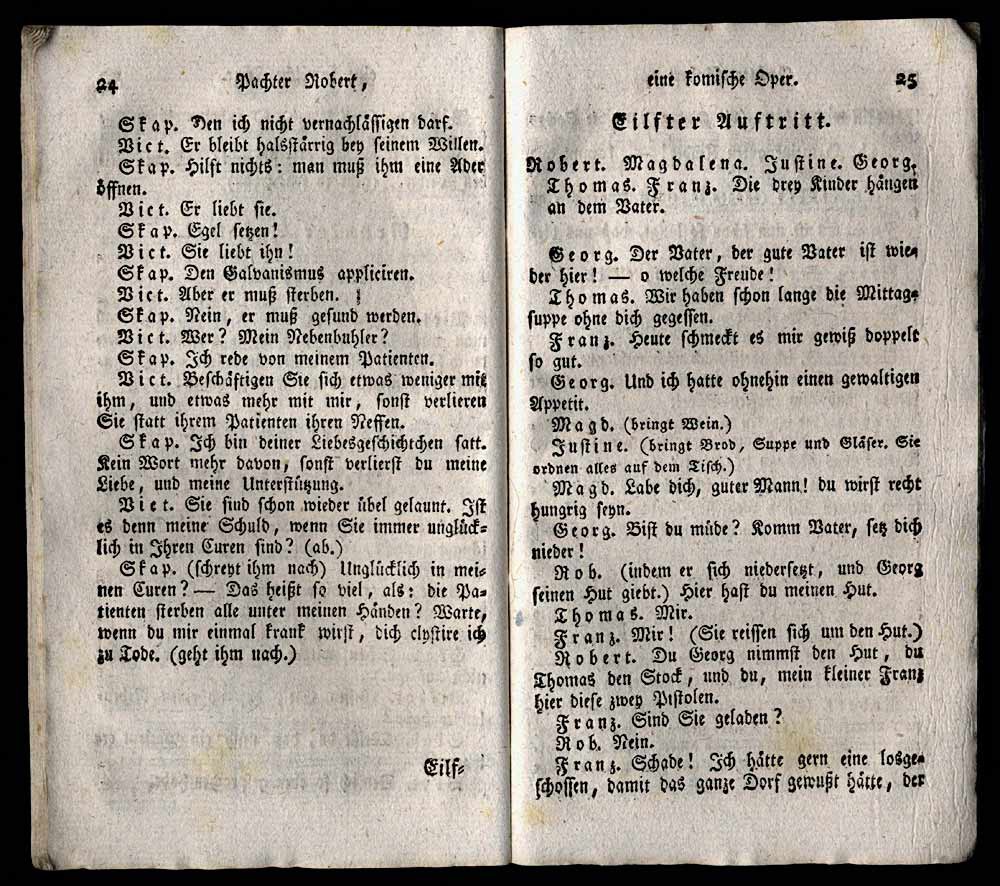 24 Pachter Robert,
Skap. Den ich nicht vernachlässigen darf.
Vict. Er bleibt halsstärrig bey seinem Willen.
Skap. Hilft nichts: man muß ihm eine Ader
öffnen.
Vict. Er liebt sie.
Skap. Egel setzen!
Vict. Sie liebt ihn!
Skap. Den Galvanismus appliciren.
Vict. Aber er muß sterben.
Skap. Nein, er muß gesund werden.
Vict. Wer? Mein Nebenbuhler?
Skap. Ich rede von meinem Patienten.
Vict. Beschäftigen Sie sich etwas weniger mit
ihm, und etwas mehr mit mir, sonst verlieren
Sie statt ihrem Patienten ihren Neffen.
Skap. Ich bin deiner Liebesgeschichtchen satt.
Kein Wort mehr davon, sonst verlierst du meine
Liebe, und meine Unterstützung.
Vict. Sie sind schon wieder übel gelaunt. Ist
es denn meine Schuld, wenn Sie immer unglück-
lich in Ihren Curen sind? (ab.)
Skap. (schreyt ihm nach) Unglücklich in mei-
nen Curen? — Das heißt so viel, als: die Pa-
tienten sterben alle unter meinen Händen? Warte,
wenn du mir einmal krank wirst, dich clystire ich
zu Tode. (geht ihm nach.)
Eilf-
eine komische Oper. 25
Eilfter Auftritt.
Robert. Magdalena. Justine. Georg.
Thomas. Franz. Die drey Kinder hängen
an dem Vater.
Georg. Der Vater, der gute Vater ist wie-
der hier! — o welche Freude!
Thomas. Wir haben schon lange die Mittag-
suppe ohne dich gegessen.
Franz. Heute schmeckt es mir gewiß doppelt
so gut.
Georg. Und ich hatte ohnehin einen gewaltigen
Appetit.
Magd. (bringt Wein.)
Justine. (bringt Brod, Suppe und Gläser. Sie
ordnen alles auf dem Tisch.)
Magd. Labe dich, guter Mann! du wirst recht
hungrig seyn.
Georg. Bist du müde? Komm Vater, setz dich
nieder!
Rob. (indem er sich niedersetzt, und Georg
seinen Hut giebt.) Hier hast du meinen Hut.
Thomas. Mir.
Franz. Mir! (Sie reissen sich um den Hut.)
Robert. Du Georg nimmst den Hut, du
Thomas den Stock, und du, mein kleiner Franz
hier diese zwey Pistolen.
Franz. Sind Sie geladen?
Rob. Nein.
Franz. Schade! Ich hätte gern eine losge-
schossen, damit das ganze Dorf gewußt hätte, der